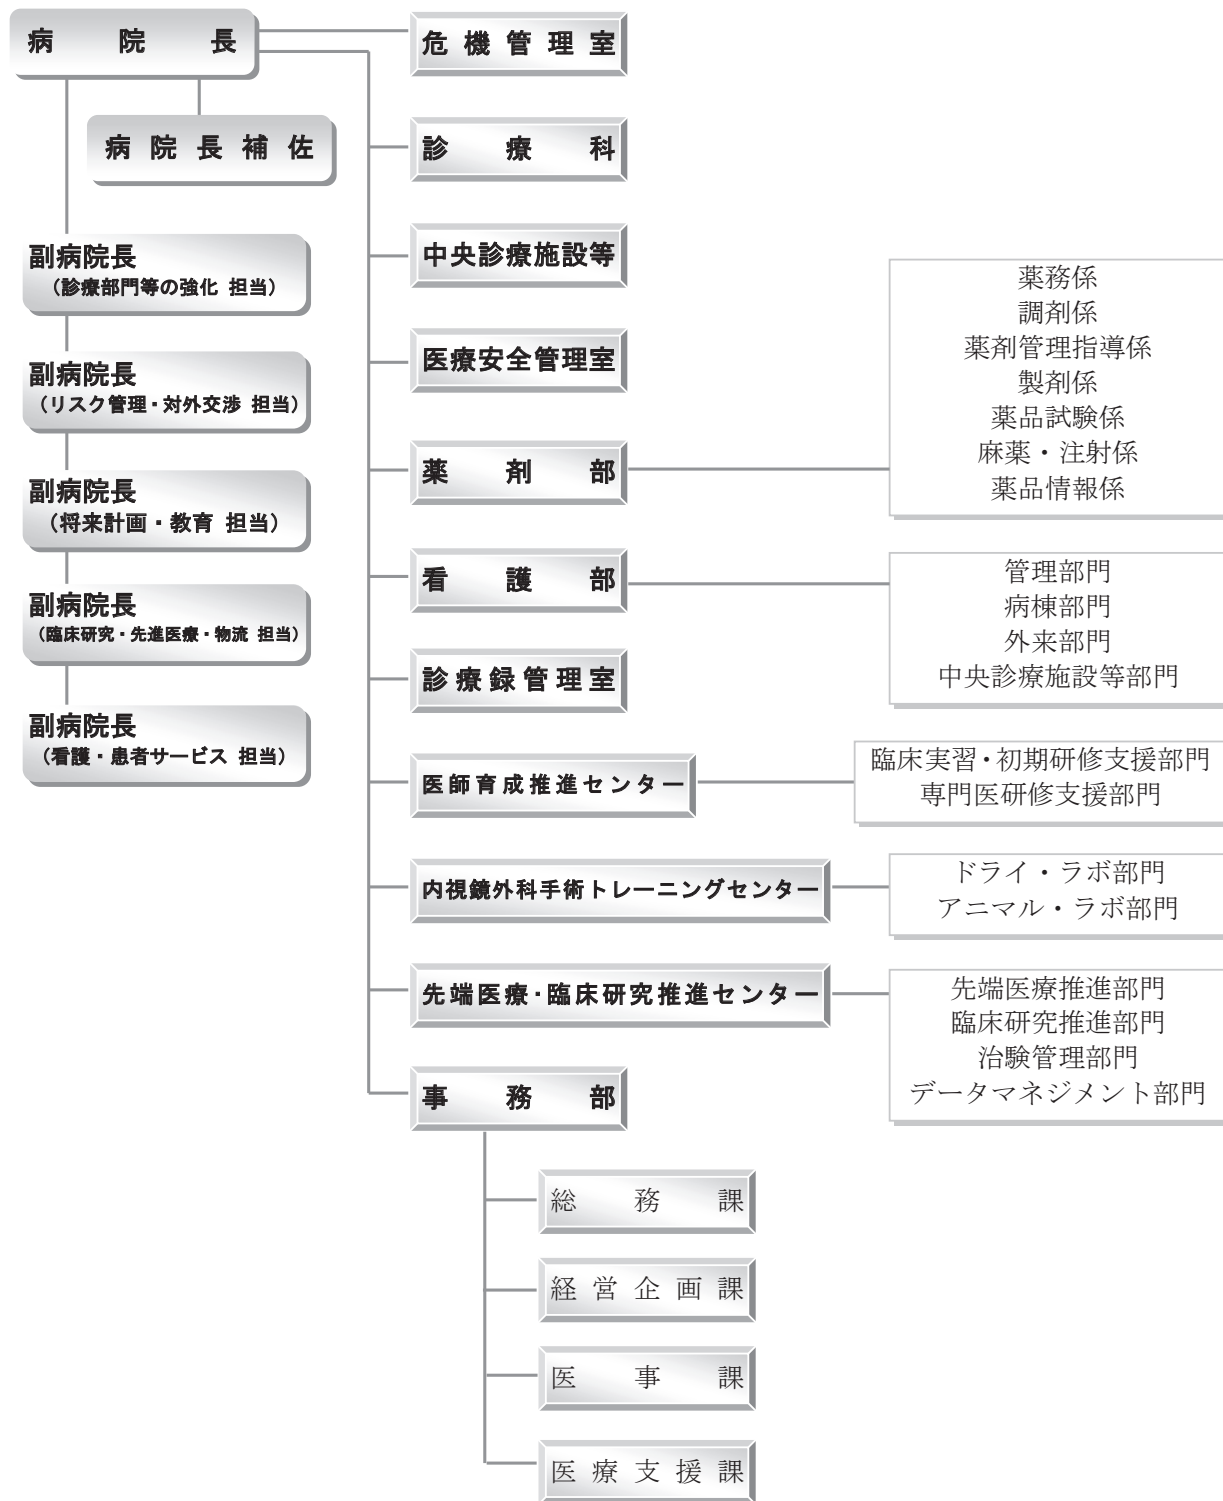 病院長
病院長補佐
副病院長
（診療部門等の強化 担当）
副病院長
（リスク管理・対外交渉 担当）
副病院長
（将来計画・教育 担当）
副病院長
（臨床研究・先進医療・物流 担当）
副病院長
（看護・患者サービス 担当）
危機管理室
診療科
中央診療施設等
医療安全管理室
薬剤部
薬務係
調剤係
薬剤管理指導係
製剤係
薬品試験係
麻薬・注射係
薬品情報係
看護部
管理部門
病棟部門
外来部門
中央診療施設等部門
診療録管理室
医師育成推進センター
臨床実習・初期研修支援部門
専門医研修支援部門
内視鏡外科手術トレーニングセンター
ドライ・ラボ部門
アニマル・ラボ部門
先端医療・臨床研究推進センター
先端医療推進部門
臨床研究推進部門
治験管理部門
データマネジメント部門
事務部
総務課
経営企画課
医事課
医療支援課